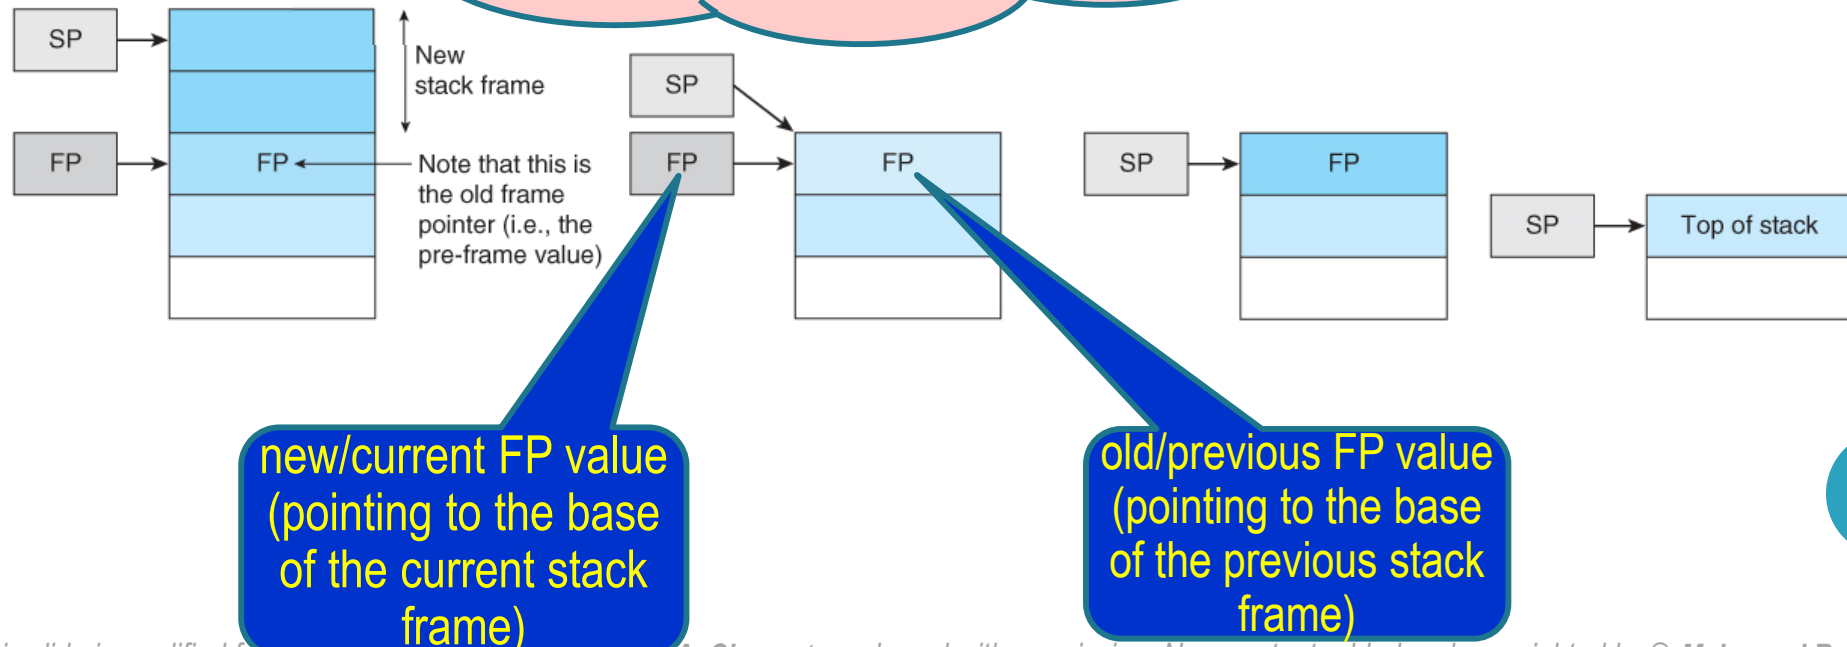 SP
New
stack frame
FP
FP
Note that this is
the old frame
pointer (i.e., the
pre-frame value)
SP
FP
FP
SP
FP
SP
Top of stack
new/current FP value
(pointing to the base
of the current stack
frame)
old/previous FP value
(pointing to the base
of the previous stack
frame)